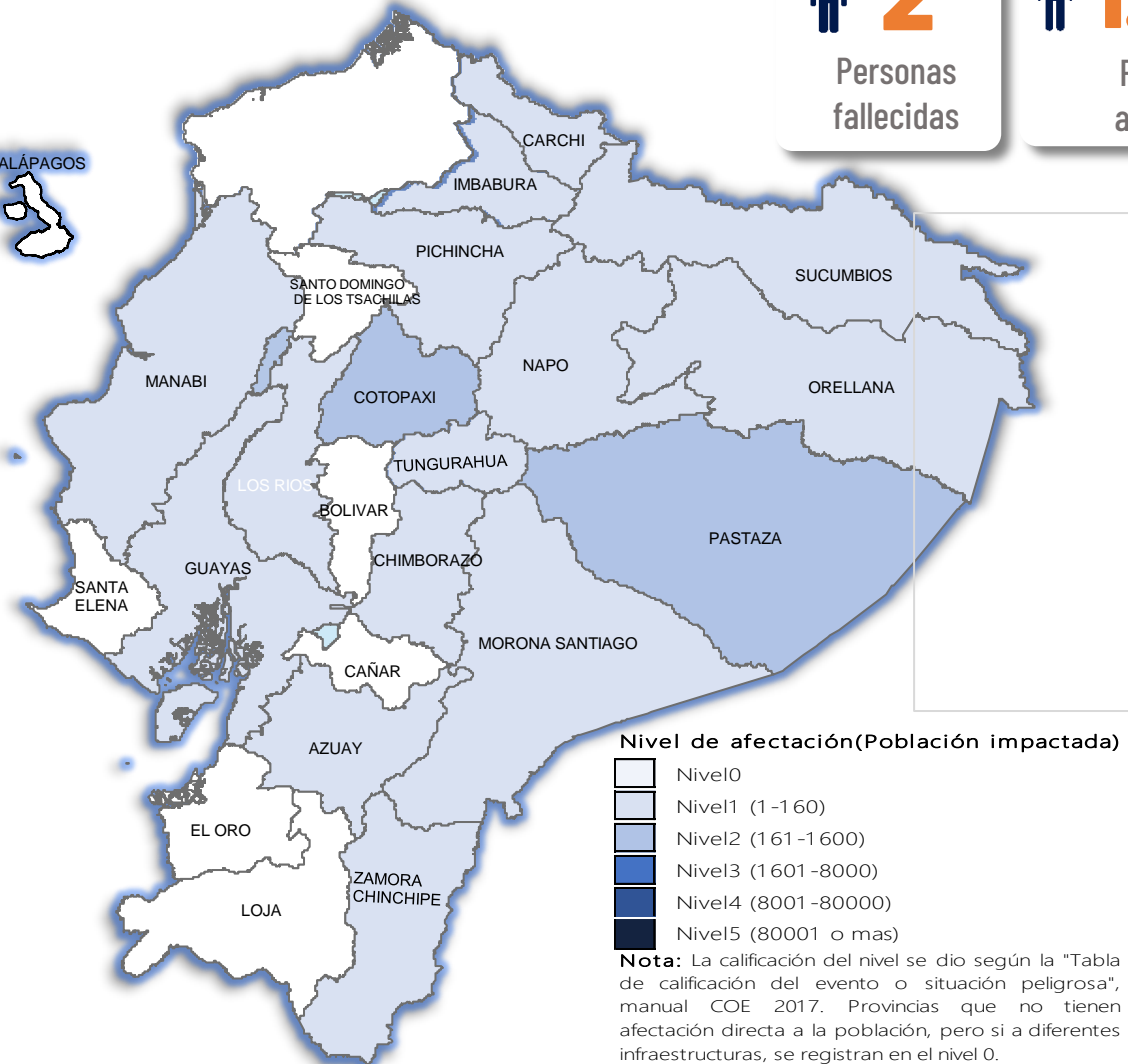 2
Personas
fallecidas
ALÁPAGOS
CARCHI
IMBABURA
PICHINCHA
SUCUMBIOS
SANTO DOMINGO
DE LOS TSACHILAS
NAPO
MANABI
COTOPAXI
ORELLANA
TUNGURAHUA
LOS RIOS
BOLIVAR
PASTAZA
CHIMBORAZO
GUAYAS
SANTA
ELENA
MORONA SANTIAGO
CAÑAR
AZUAY
EL ORO
ZAMORA
CHINCHIPE
LOJA
Nivel de afectación(Población impactada)
Nivel0
Nivel1 (1-160)
Nivel2 (161-1600)
Nivel3 (1601-8000)
Nivel4 (8001-80000)
Nivel5 (80001 o mas)
Nota: La calificación del nivel se dio según la "Tabla
de calificación del evento o situación peligrosa",
manual COE 2017. Provincias que no tienen
afectación directa a la población, pero si a diferentes
infraestructuras, se registran en el nivel 0.